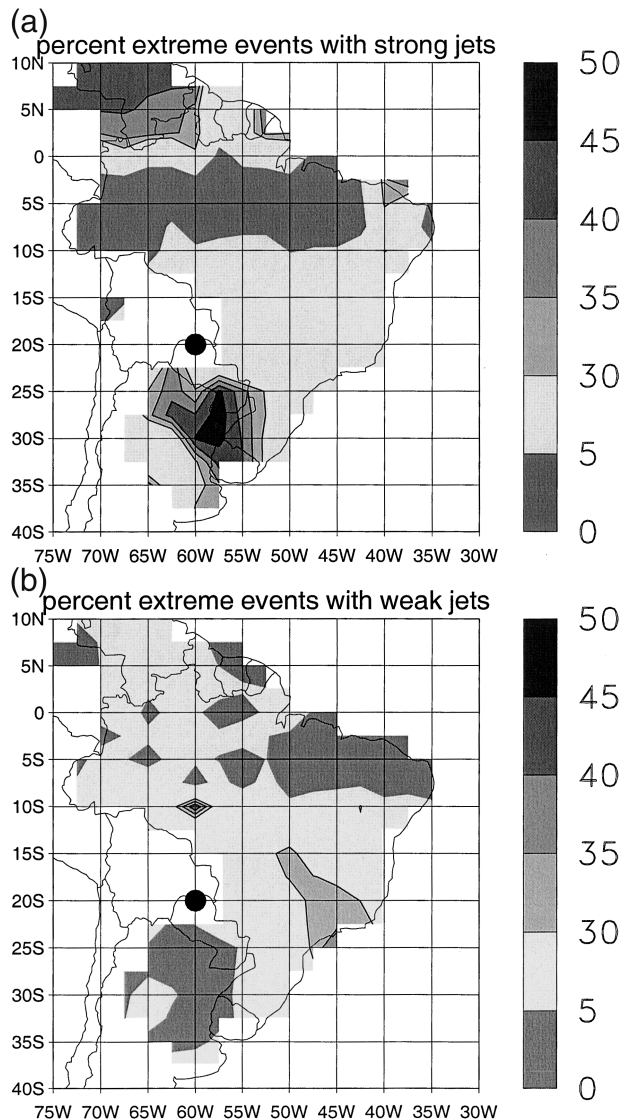 (a)
percent extreme events with strong jets
10N
5N
0
5S
10S
15S
20S
25S
30S
35S
40S
75W 70W 65W 60W 55W 50W 45W 40W 35W 30W
50
45
40
35
30
5
0
(b)
percent extreme events with weak jets
10N
5N
0
5S
10S
15S
20S
25S
30S
35S
40S
75W 70W 65W 60W 55W 50W 45W 40W 35W 30W
50
45
40
35
30
5
0